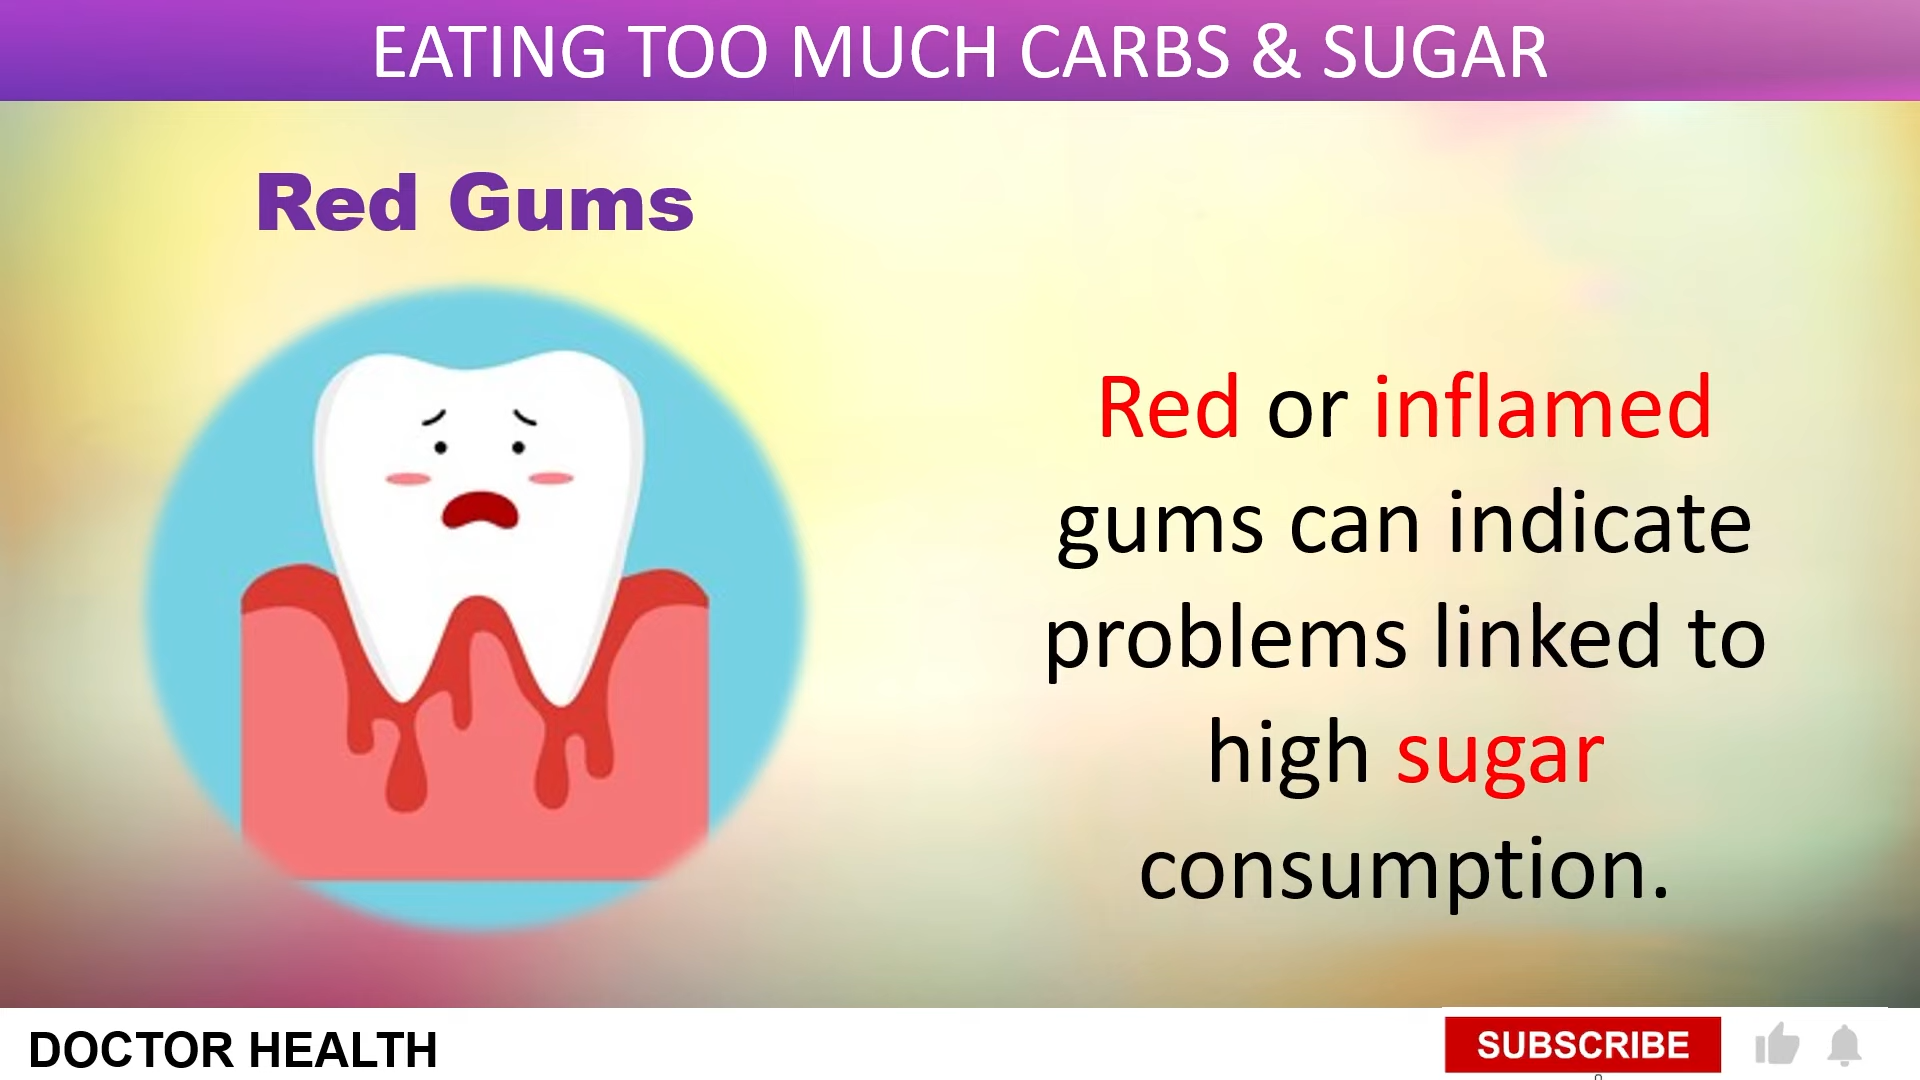 EATING TOO MUCH CARBS & SUGAR
Red Gums
Red or inflamed
gums can indicate
problems linked to
high sugar
consumption.
DOCTOR HEALTH
SUBSCRIBE